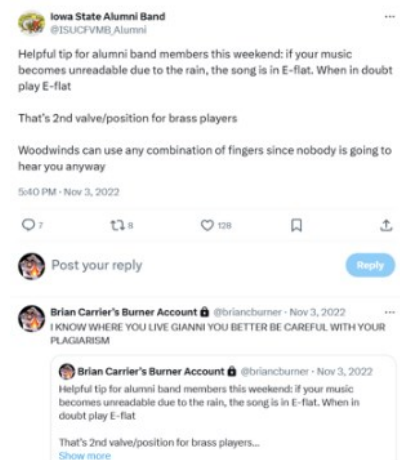 Iowa State Alumni Band
@ISUCFVMB_Alumni
Helpful tip for alumni band members this weekend: if your music
becomes unreadable due to the rain, the song is in E-flat. When in doubt
play E-flat
That's 2nd valve/position for brass players
Woodwinds can use any combination of fingers since nobody is going to
hear you anyway
5:40 PM · Nov 3, 2022
7 8 128
Post your reply
Reply
Brian Carrier's Burner Account @briancburner · Nov 3, 2022
I KNOW WHERE YOU LIVE GIANNI YOU BETTER BE CAREFUL WITH YOUR
PLAGIARISM
Brian Carrier's Burner Account @briancburner · Nov 3, 2022
Helpful tip for alumni band members this weekend: if your music
becomes unreadable due to the rain, the song is in E-flat. When in
doubt play E-flat
That's 2nd valve/position for brass players...
Show more